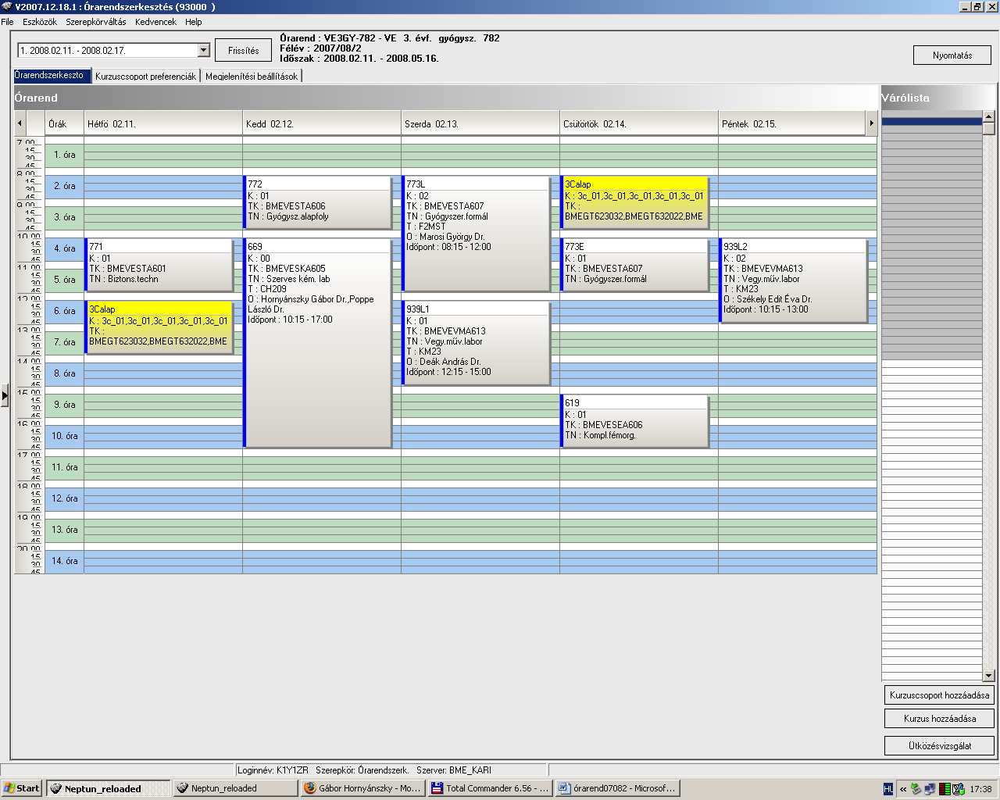 V2007.12.18.1 : Órarendszerkesztés (93000  )
File Eszközök Szerepkörváltás Kedvencek Help
1. 2008.02.11. - 2008.02.17.
Frissítés
Órarend : VE3GY-782 - VE 3. évf. gyógysz. 782
Félév : 2007/08/2
Időszak : 2008.02.11. - 2008.05.16.
Nyomtatás
Órarendszerkeszto Kurzuscsoport preferenciák Megjelenítési beállítások
Órarend
Várólista
Órák Hétfő 02.11. Kedd 02.12. Szerda 02.13. Csütörtök 02.14. Péntek 02.15.
7 00
15
30
45
8 00
15
30
45
9 00
15
30
45
10 00
15
30
45
11 00
15
30
45
12 00
15
30
45
13 00
15
30
45
14 00
15
30
45
15 00
15
30
45
16 00
15
30
45
17 00
15
30
45
18 00
15
30
45
19 00
15
30
45
20 00
15
30
45
1. óra
2. óra
3. óra
4. óra
5. óra
6. óra
7. óra
8. óra
9. óra
10. óra
11. óra
12. óra
13. óra
14. óra
771
K : 01
TK : BMEVESTA601
TN : Biztons.techn
3Calap
K : 3c_01,3c_01,3c_01,3c_01,3c_01
TK :
BMEGT623032,BMEGT632022,BME
772
K : 01
TK : BMEVESTA606
TN : Gyógysz.alapfoly
669
K : 00
TK : BMEVESKA605
TN : Szerves kém. lab
T : CH209
O : Hornyánszky Gábor Dr.,Poppe
László Dr.
Időpont : 10:15 - 17:00
773L
K : 02
TK : BMEVESTA607
TN : Gyógyszer.formál
T : F2MST
O : Marosi György Dr.
Időpont : 08:15 - 12:00
939L1
K : 01
TK : BMEVEVMA613
TN : Vegy.műv.labor
T : KM23
O : Deák András Dr.
Időpont : 12:15 - 15:00
3Calap
K : 3c_01,3c_01,3c_01,3c_01,3c_01
TK :
BMEGT623032,BMEGT632022,BME
773E
K : 01
TK : BMEVESTA607
TN : Gyógyszer.formál
619
K : 01
TK : BMEVESEA606
TN : Kompl.fémorg.
939L2
K : 02
TK : BMEVEVMA613
TN : Vegy.műv.labor
T : KM23
O : Székely Edit Éva Dr.
Időpont : 10:15 - 13:00
Kurzuscsoport hozzáadása
Kurzus hozzáadása
Ütközésvizsgálat
Loginnév: K1Y1ZR Szerepkör: Órarendszerk. Szerver: BME_KARI
Start Neptun_reloaded Neptun_reloaded Gábor Hornyánszky - Mo... Total Commander 6.56 - ... órarend07082 - Microsof... HU « 17:38